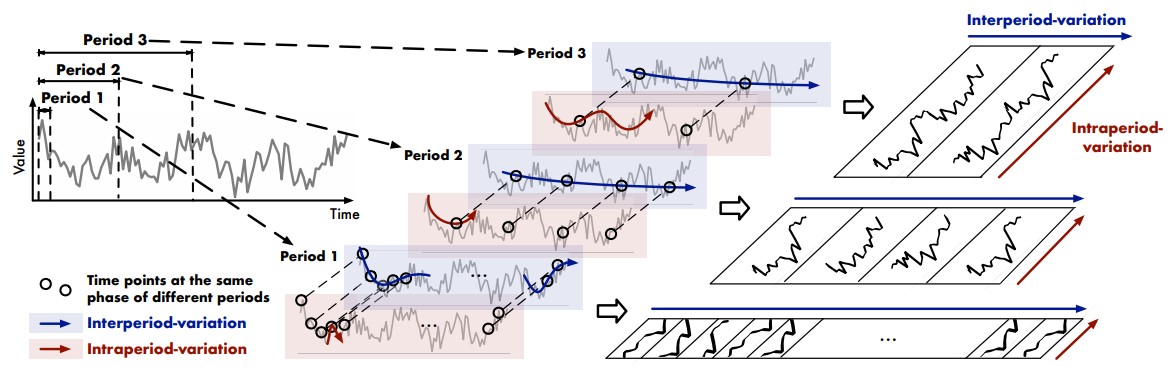 Interperiod-variation
Period 3
Period 3
Period 2
Period 1
Intraperiod-
variation
Value
Period 2
Time
Period 1
...
...
...
Time points at the same
phase of different periods
Interperiod-variation
Intraperiod-variation